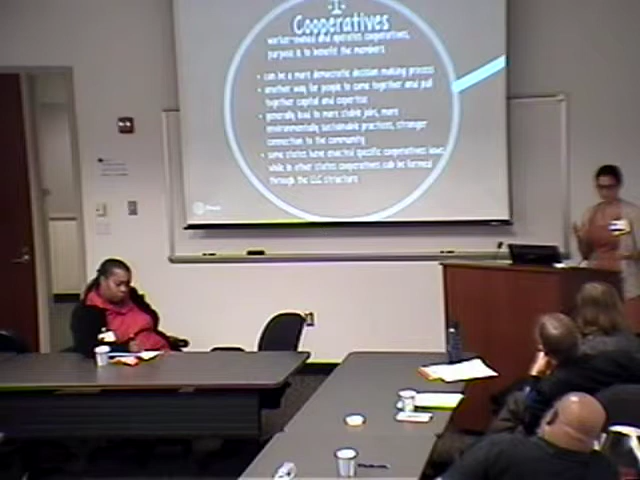 Cooperatives
worker-owned and operates cooperatives,
purpose is to benefit the members
• can be a more democratic decision making process
• another way for people to come together and pull
together capital and expertise
• generally lead to more stable jobs, more
environmentally sustainable practices, stronger
connection to the community
• some states have enacted specific cooperatives laws,
while in other states cooperatives cab be formed
through the LLC structure